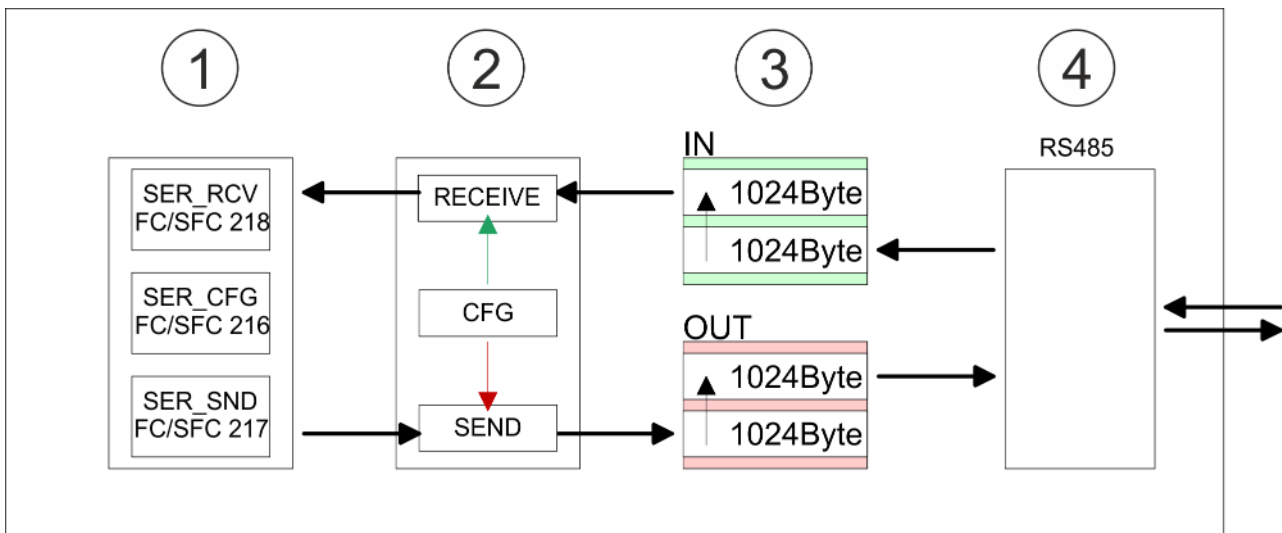 1
2
3
4
SER_RCV
FC/SFC 218
SER_CFG
FC/SFC 216
SER_SND
FC/SFC 217
RECEIVE
CFG
SEND
IN
1024Byte
1024Byte
OUT
1024Byte
1024Byte
RS485